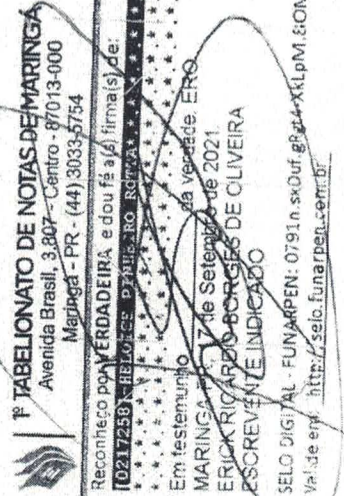 1º TABELIONATO DE NOTAS DE MARINGÁ
Avenida Brasil, 3.807 - Centro - 87013-000
Maringá - PR - (44) 3033-5754
Reconheço por VERDADEIRA e dou fé a(s) firma(s) de:
[0217258]-HELOISE
Em testemunho da verdade. ERO
MARINGÁ de Setembro de 2021.
ERICK RICARDO BORGES DE OLIVEIRA
ESCREVENTE INDICADO
SELO DIGITAL - FUNARPEN:
Valide em http://selo.funarpen.com.br